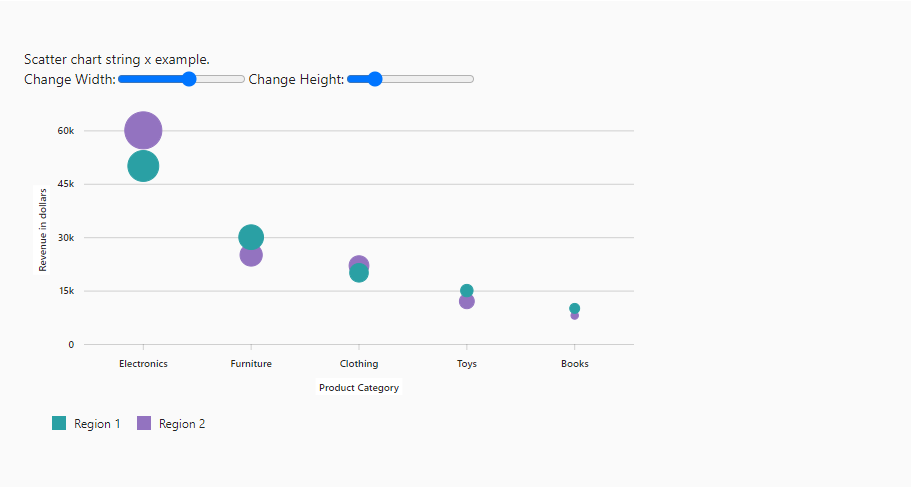 Scatter chart string x example.
Change Width: Change Height:
60k
45k
30k
15k
0
Revenue in dollars
Electronics Furniture Clothing Toys Books
Product Category
Region 1 Region 2